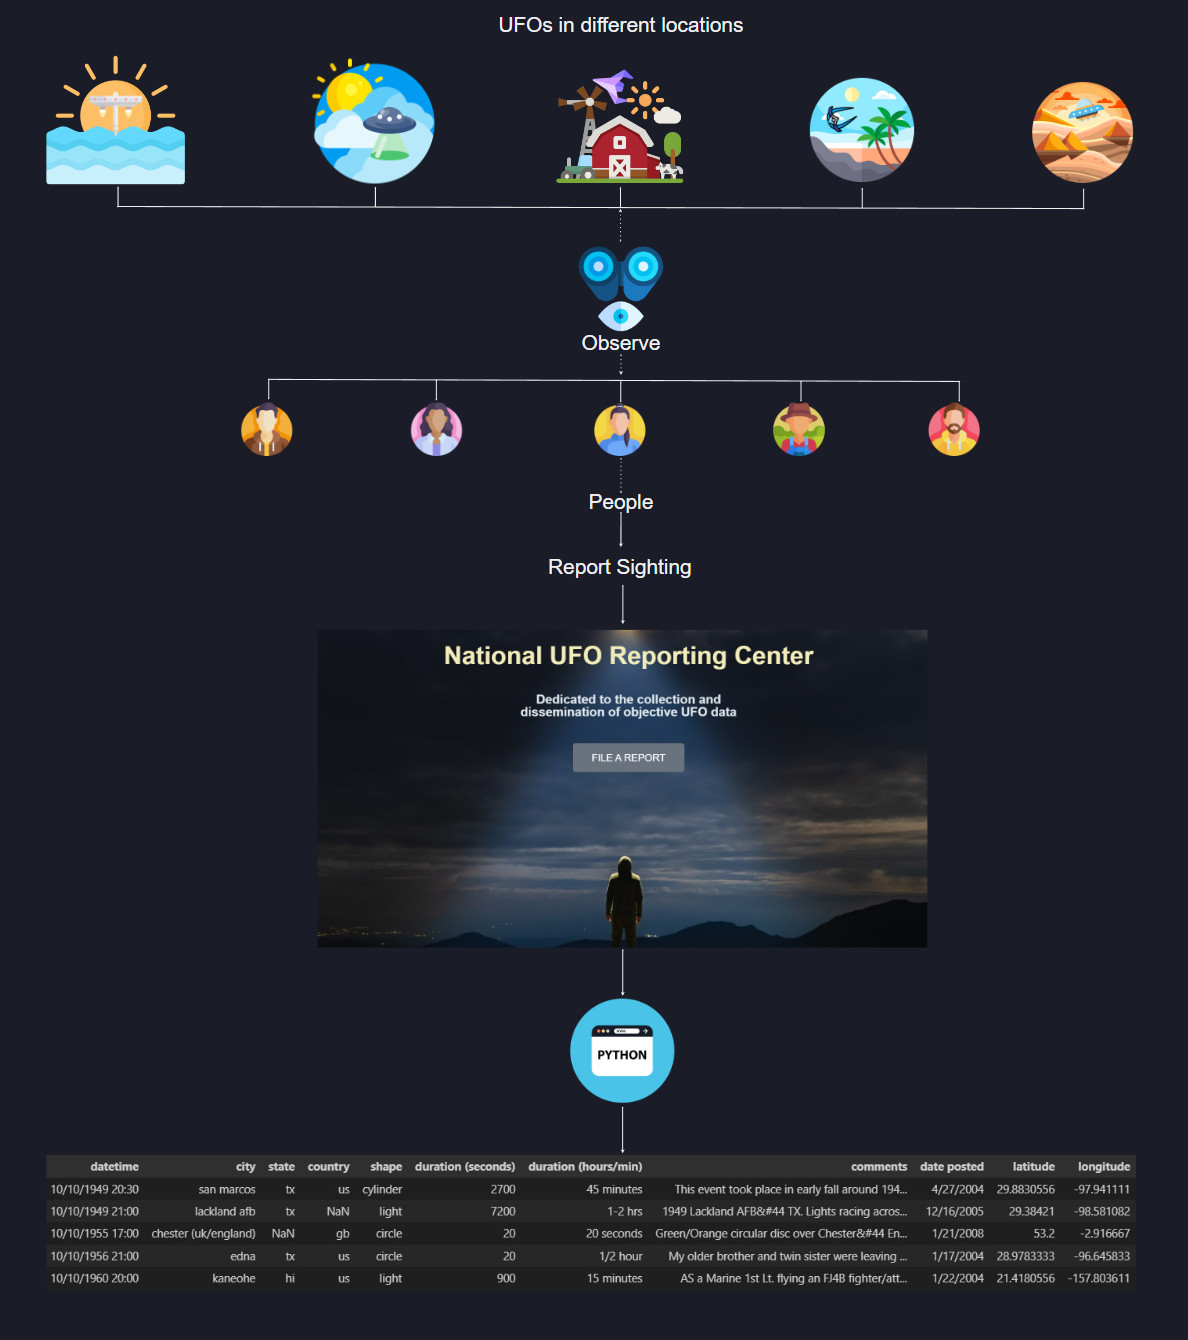 UFOs in different locations
Observe
People
Report Sighting
National UFO Reporting Center
Dedicated to the collection and
dissemination of objective UFO data
FILE A REPORT
PYTHON
datetime city state country shape duration (seconds) duration (hours/min) comments date posted latitude longitude
10/10/1949 20:30 san marcos tx us cylinder 2700 45 minutes This event took place in early fall around 194... 4/27/2004 29.8830556 -97.941111
10/10/1949 21:00 lackland afb tx NaN light 7200 1-2 hrs 1949 Lackland AFB&#44 TX. Lights racing acros... 12/16/2005 29.38421 -98.581082
10/10/1955 17:00 chester (uk/england) NaN gb circle 20 20 seconds Green/Orange circular disc over Chester&#44 En... 1/21/2008 53.2 -2.916667
10/10/1956 21:00 edna tx us circle 20 1/2 hour My older brother and twin sister were leaving ... 1/17/2004 28.9783333 -96.645833
10/10/1960 20:00 kaneohe hi us light 900 15 minutes AS a Marine 1st Lt. flying an FJ4B fighter/att... 1/22/2004 21.4180556 -157.803611